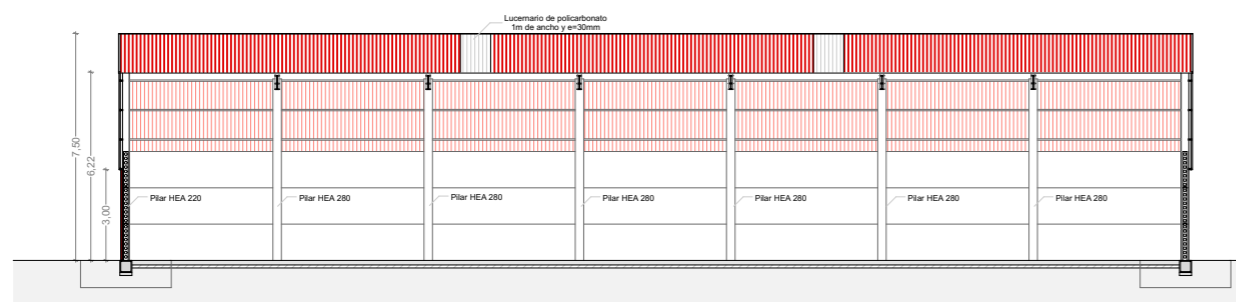 Lucernario de policarbonato
1m de ancho y e=30mm
7,50
6,22
3,00
Pilar HEA 220
Pilar HEA 280
Pilar HEA 280
Pilar HEA 280
Pilar HEA 280
Pilar HEA 280
Pilar HEA 280